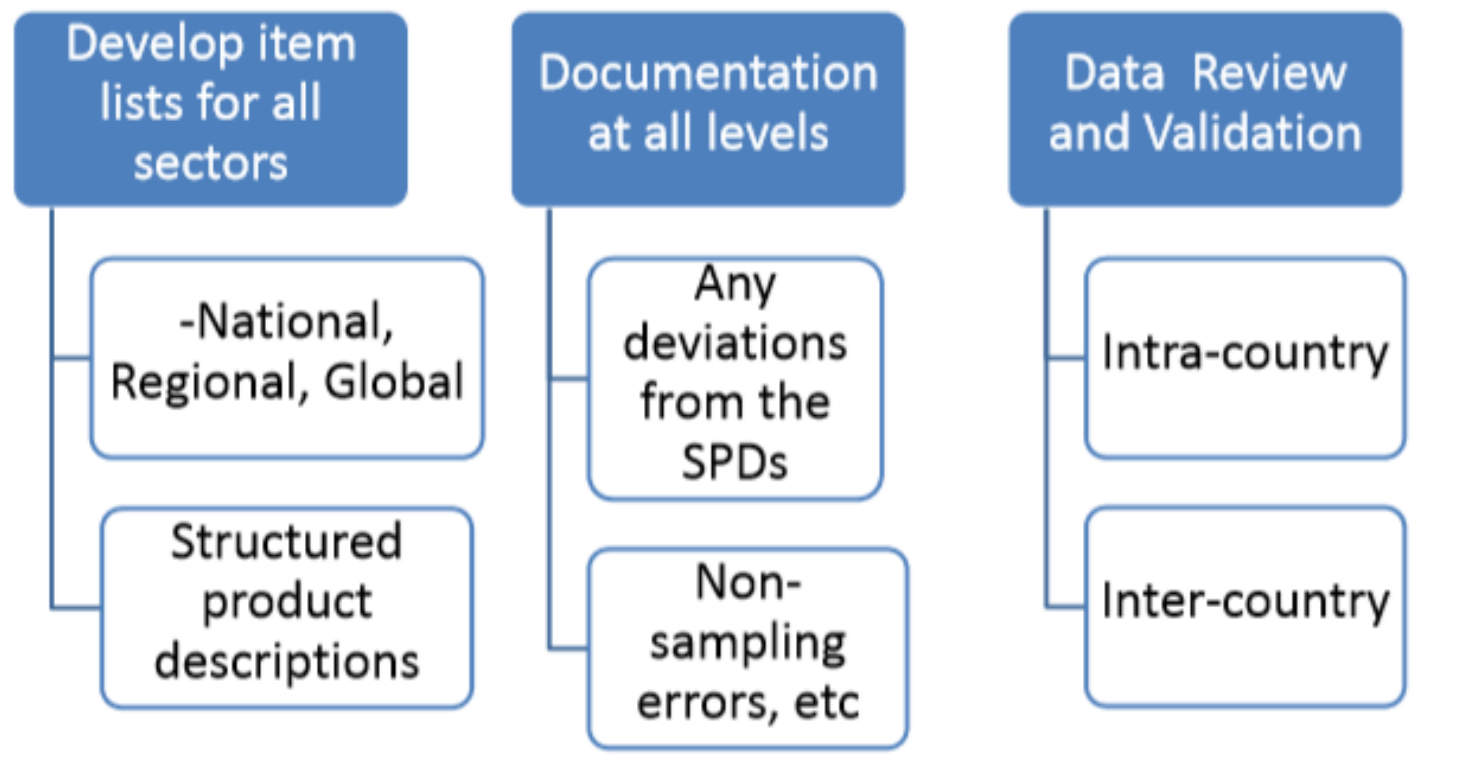 Develop item
lists for all
sectors
-National,
Regional, Global
Structured
product
descriptions
Documentation
at all levels
Any
deviations
from the
SPDs
Non-
sampling
errors, etc
Data  Review
and Validation
Intra-country
Inter-country